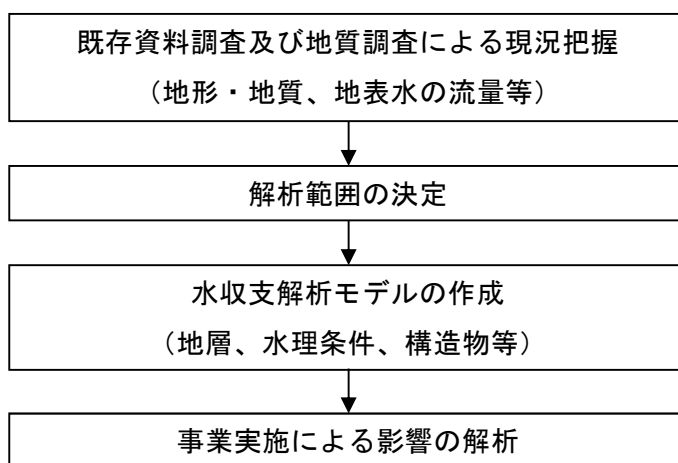 既存資料調査及び地質調査による現況把握
（地形・地質、地表水の流量等）
解析範囲の決定
水収支解析モデルの作成
（地層、水理条件、構造物等）
事業実施による影響の解析